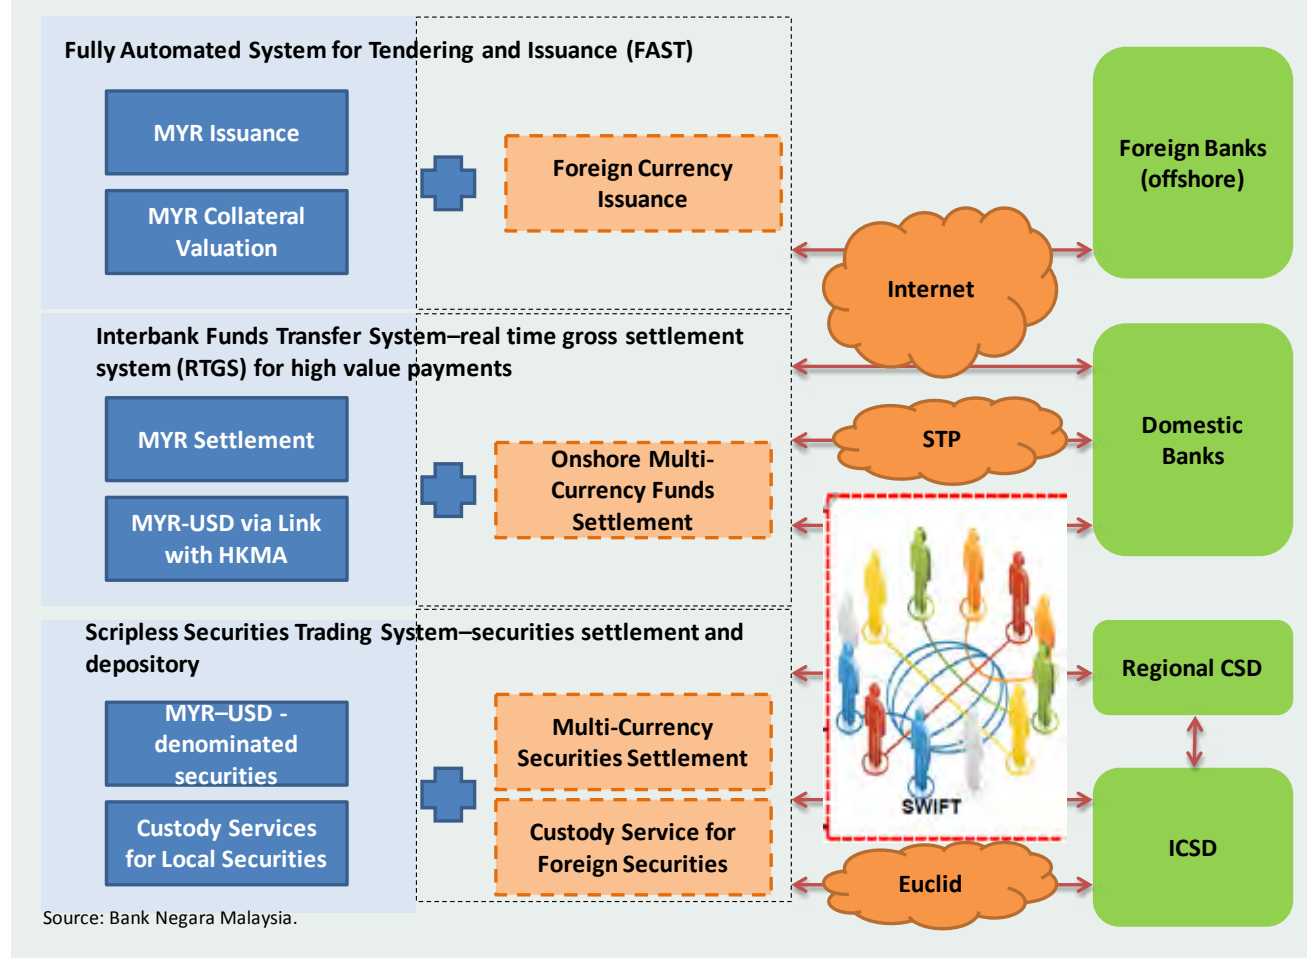 Fully Automated System for Tendering and Issuance (FAST)
MYR Issuance
MYR Collateral
Valuation
Foreign Currency
Issuance
Foreign Banks
(offshore)
Internet
Interbank Funds Transfer System–real time gross settlement
system (RTGS) for high value payments
MYR Settlement
MYR-USD via Link
with HKMA
Onshore Multi-
Currency Funds
Settlement
STP
Domestic
Banks
Scripless Securities Trading System–securities settlement and
depository
MYR–USD -
denominated
securities
Custody Services
for Local Securities
Multi-Currency
Securities Settlement
Custody Service for
Foreign Securities
SWIFT
Euclid
Regional CSD
ICSD
Source: Bank Negara Malaysia.